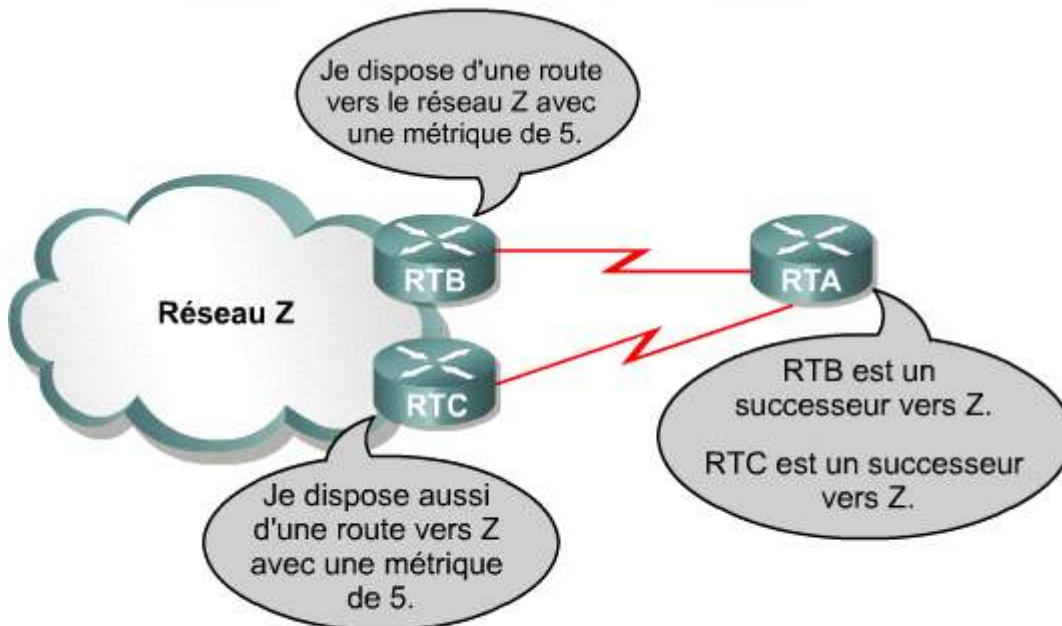 Je dispose d'une route
vers le réseau Z avec
une métrique de 5.
RTB
RTA
Réseau Z
RTC
RTB est un
successeur vers Z.
RTC est un successeur
vers Z.
Je dispose aussi
d'une route vers Z
avec une métrique
de 5.